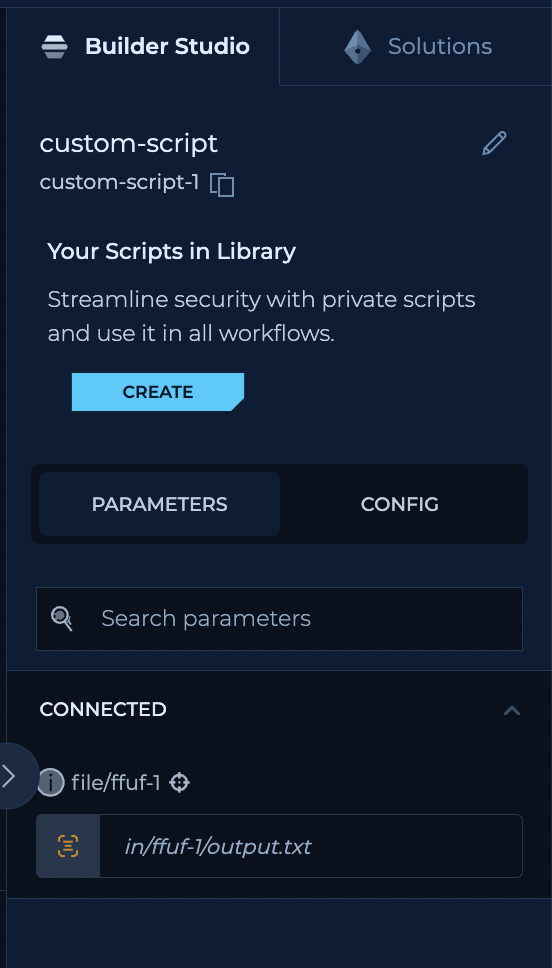 Builder Studio
Solutions
custom-script
custom-script-1
Your Scripts in Library
Streamline security with private scripts
and use it in all workflows.
CREATE
PARAMETERS
CONFIG
Search parameters
CONNECTED
file/ffuf-1
in/ffuf-1/output.txt